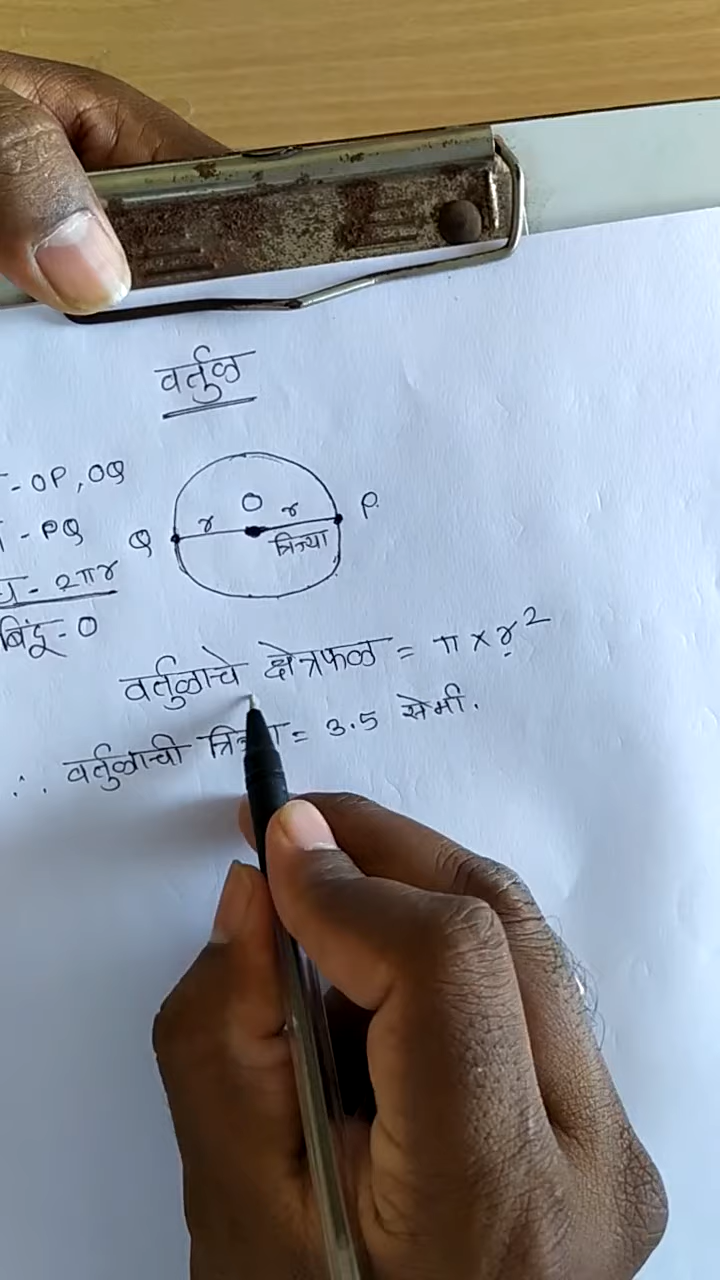 वर्तुळ
- OP, OQ
- PQ
- 2πr
बिंदू - O
O
r r
Q P
त्रिज्या
वर्तुळाचे क्षेत्रफळ = π × r²
∴ वर्तुळाची त्रिज्या = 3.5 सेमी.